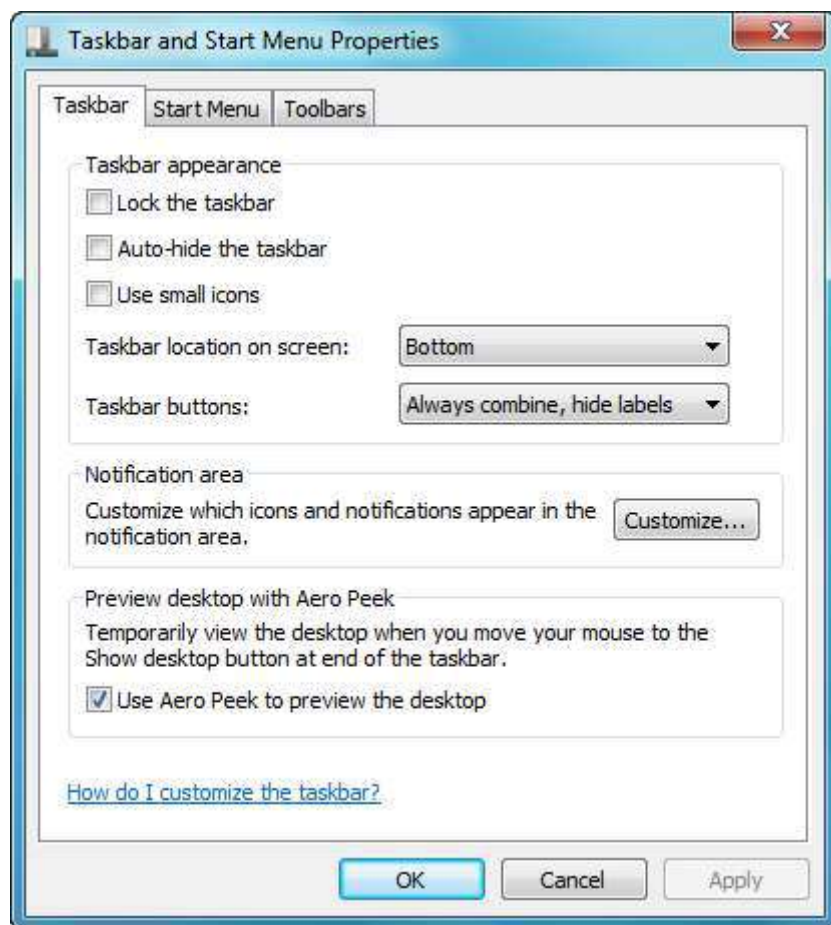 Taskbar and Start Menu Properties
Taskbar
Start Menu
Toolbars
Taskbar appearance
Lock the taskbar
Auto-hide the taskbar
Use small icons
Taskbar location on screen:
Bottom
Taskbar buttons:
Always combine, hide labels
Notification area
Customize which icons and notifications appear in the
notification area.
Customize...
Preview desktop with Aero Peek
Temporarily view the desktop when you move your mouse to the
Show desktop button at end of the taskbar.
Use Aero Peek to preview the desktop
How do I customize the taskbar?
OK
Cancel
Apply